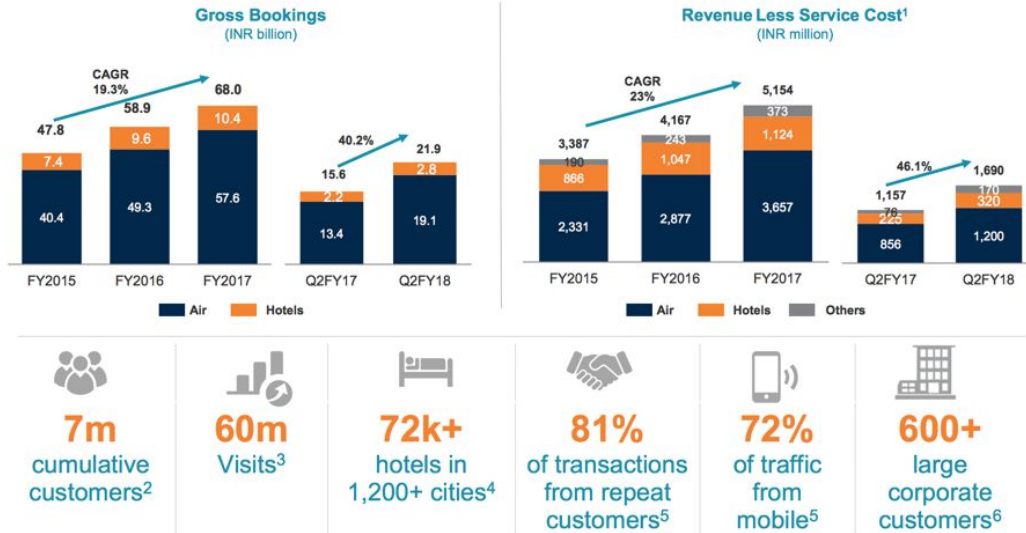 Gross Bookings
(INR billion)
CAGR
19.3%
47.8
7.4
40.4
FY2015
58.9
9.6
49.3
FY2016
68.0
10.4
57.6
FY2017
40.2%
15.6
2.2
13.4
Q2FY17
21.9
2.8
19.1
Q2FY18
Air Hotels
Revenue Less Service Cost¹
(INR million)
CAGR
23%
3,387
190
866
2,331
FY2015
4,167
243
1,047
2,877
FY2016
5,154
373
1,124
3,657
FY2017
46.1%
1,157
76
225
856
Q2FY17
1,690
170
320
1,200
Q2FY18
Air Hotels Others
7m
cumulative
customers²
60m
Visits³
72k+
hotels in
1,200+ cities⁴
81%
of transactions
from repeat
customers⁵
72%
of traffic
from
mobile⁵
600+
large
corporate
customers⁶